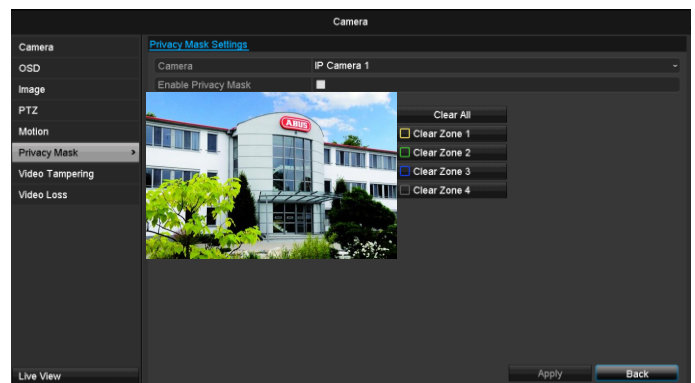 Camera
Camera
OSD
Image
PTZ
Motion
Privacy Mask
Video Tampering
Video Loss
Live View
Privacy Mask Settings
Camera IP Camera 1
Enable Privacy Mask
ABUS
Clear All
Clear Zone 1
Clear Zone 2
Clear Zone 3
Clear Zone 4
Apply Back